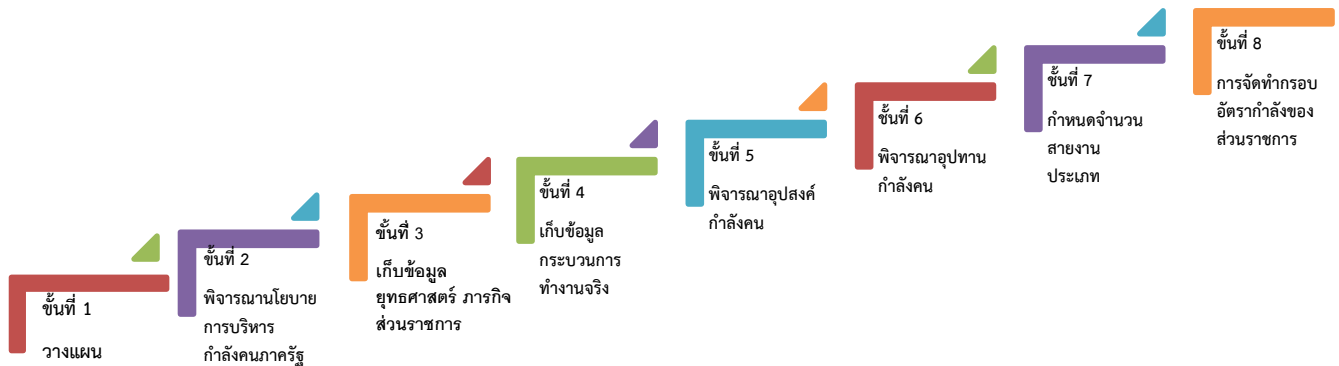 ขั้นที่ 1
วางแผน
ขั้นที่ 2
พิจารณานโยบาย
การบริหาร
กำลังคนภาครัฐ
ขั้นที่ 3
เก็บข้อมูล
ยุทธศาสตร์ ภารกิจ
ส่วนราชการ
ขั้นที่ 4
เก็บข้อมูล
กระบวนการ
ทำงานจริง
ขั้นที่ 5
พิจารณาอุปสงค์
กำลังคน
ชั้นที่ 6
พิจารณาอุปทาน
กำลังคน
ชั้นที่ 7
กำหนดจำนวน
สายงาน
ประเภท
ขั้นที่ 8
การจัดทำกรอบ
อัตรากำลังของ
ส่วนราชการ